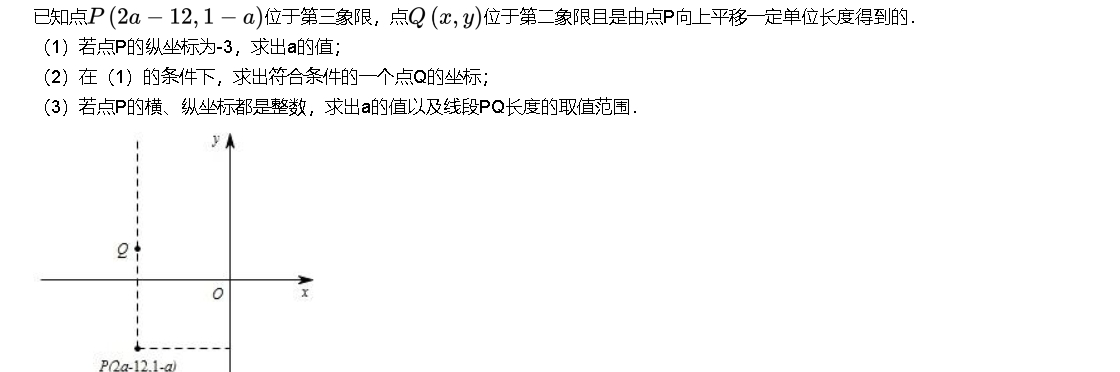 已知点P(2a − 12, 1 − a)位于第三象限，点Q(x, y)位于第二象限且是由点P向上平移一定单位长度得到的．
（1）若点P的纵坐标为-3，求出a的值；
（2）在（1）的条件下，求出符合条件的一个点Q的坐标；
（3）若点P的横、纵坐标都是整数，求出a的值以及线段PQ长度的取值范围．
y
Q
O
x
P(2a-12,1-a)